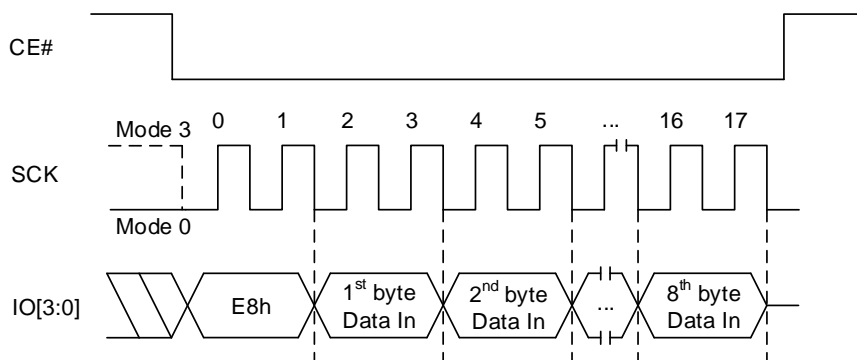 CE#
Mode 3 0 1 2 3 4 5 ... 16 17
SCK
Mode 0
IO[3:0] E8h 1st byte Data In 2nd byte Data In ... 8th byte Data In